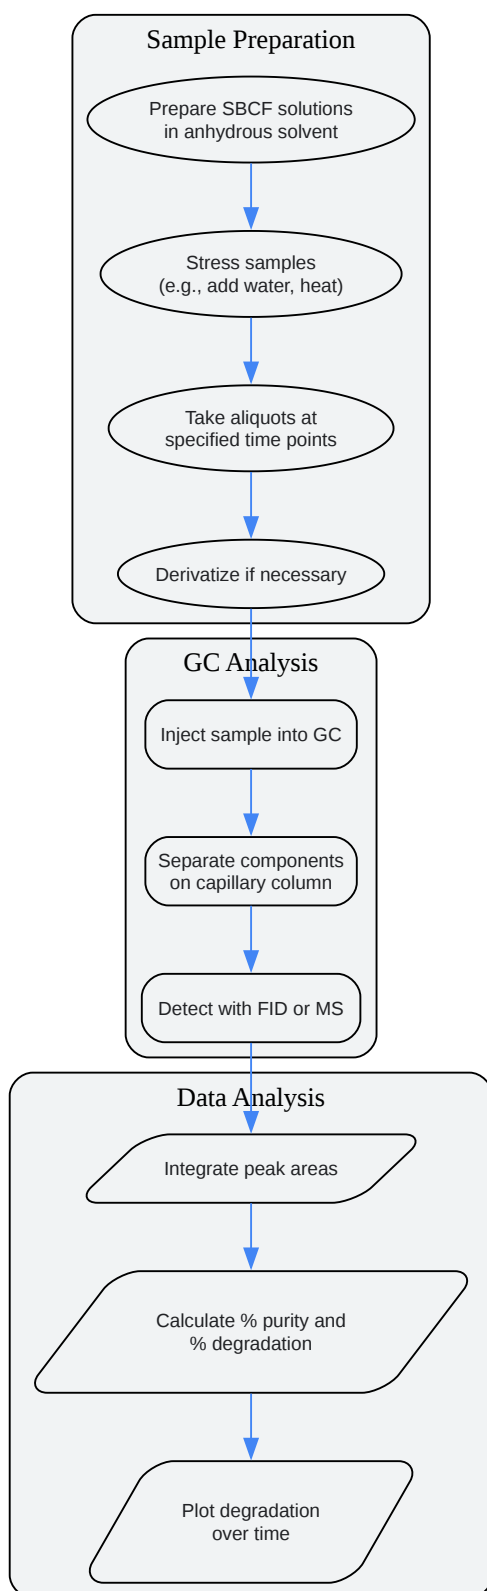 Sample Preparation
Prepare SBCF solutions
in anhydrous solvent
Stress samples
(e.g., add water, heat)
Take aliquots at
specified time points
Derivatize if necessary
GC Analysis
Inject sample into GC
Separate components
on capillary column
Detect with FID or MS
Data Analysis
Integrate peak areas
Calculate % purity and
% degradation
Plot degradation
over time